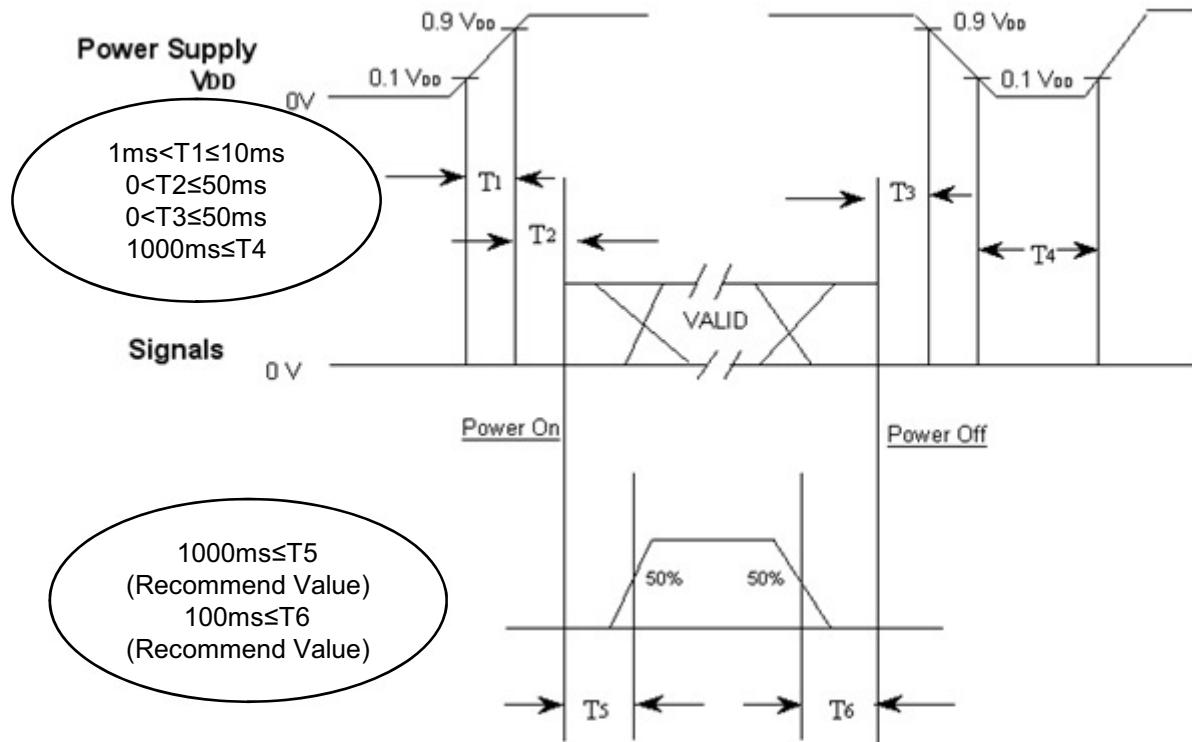 0.9 VDD
0.9 VDD
Power Supply
VDD
0.1 VDD
0.1 VDD
0V
1ms<T1≤10ms
0<T2≤50ms
0<T3≤50ms
1000ms≤T4
T1
T3
T2
T4
VALID
Signals
0 V
Power On
Power Off
1000ms≤T5
(Recommend Value)
100ms≤T6
(Recommend Value)
50%
50%
T5
T6